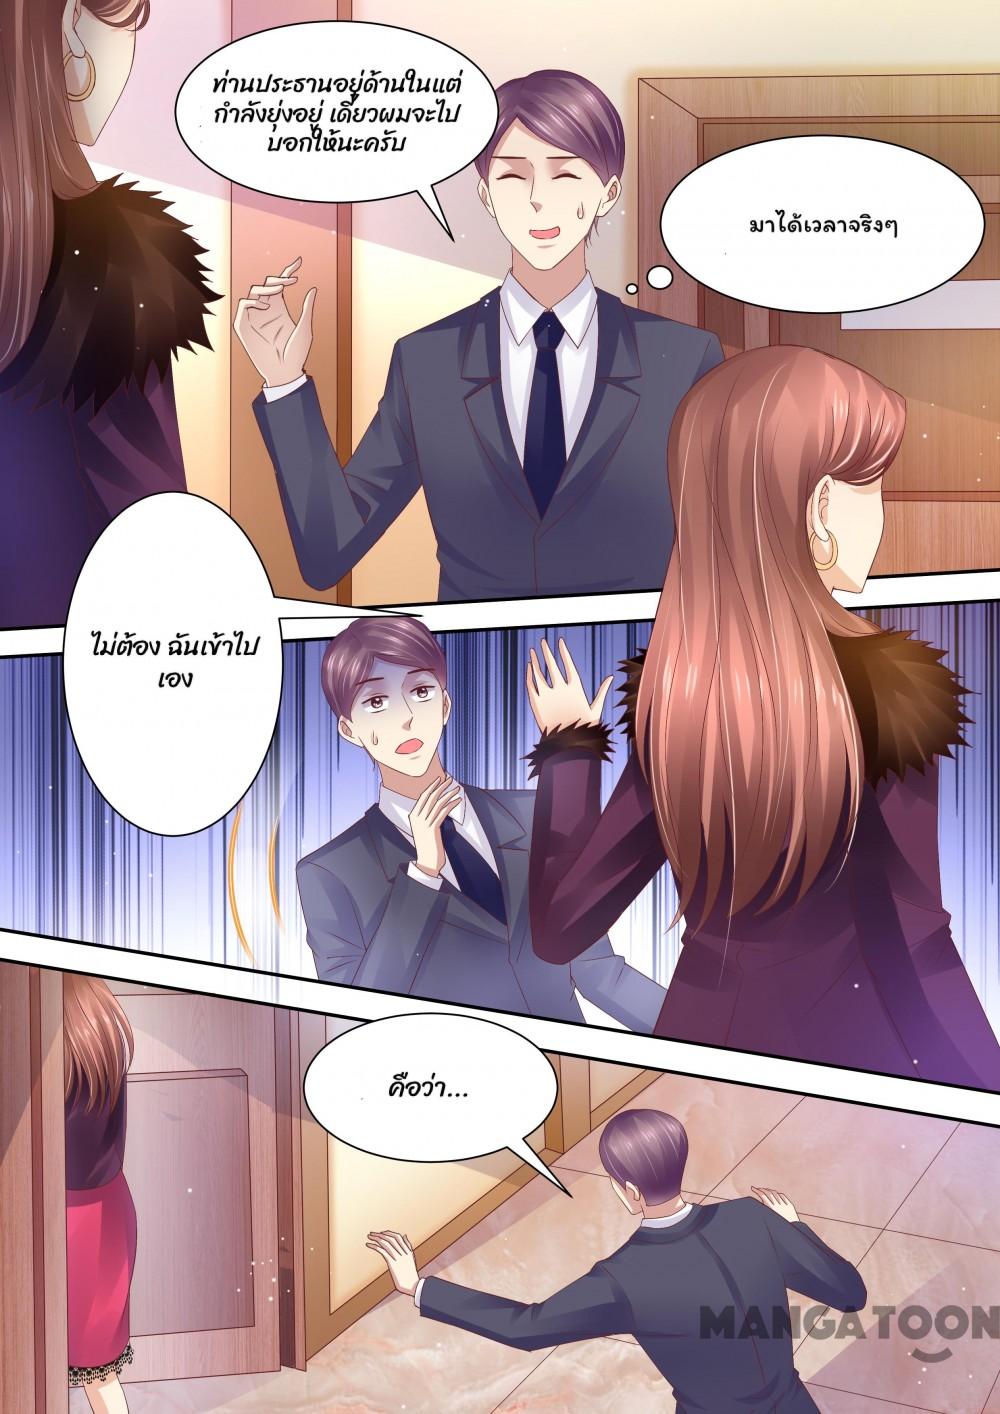 ท่านประธานอยู่ด้านในแต่
กำลังยุ่งอยู่ เดี๋ยวผมจะไป
บอกให้นะครับ
มาได้เวลาจริงๆ
ไม่ต้อง ฉันเข้าไป
เอง
คือว่า...
MANGATOON